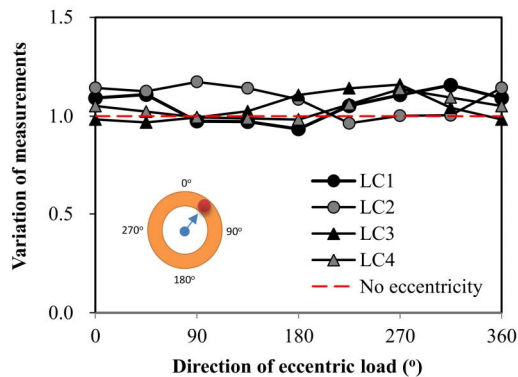 1.5
1.0
0.5
0.0
Variation of measurements
0°
270°
90°
180°
LC1
LC2
LC3
LC4
No eccentricity
0
90
180
270
360
Direction of eccentric load (°)